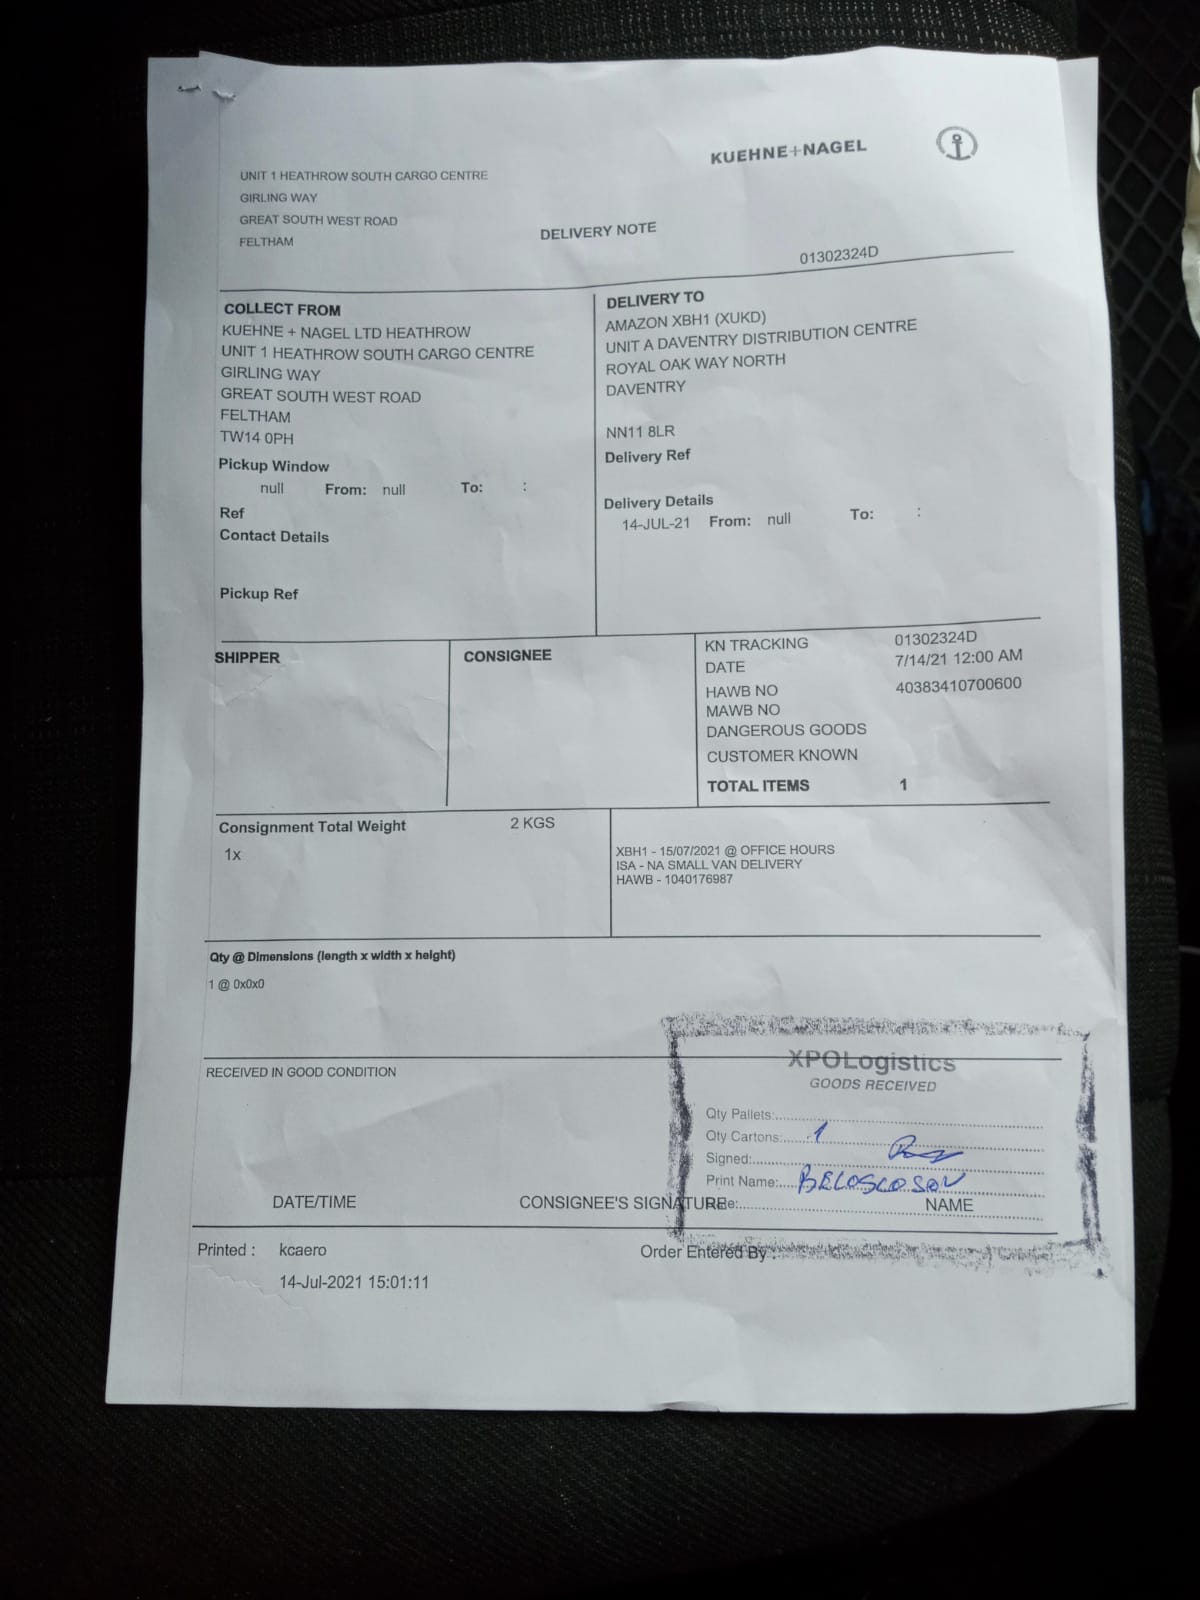 KUEHNE+NAGEL
UNIT 1 HEATHROW SOUTH CARGO CENTRE
GIRLING WAY
GREAT SOUTH WEST ROAD
FELTHAM
DELIVERY NOTE
01302324D
COLLECT FROM
KUEHNE + NAGEL LTD HEATHROW
UNIT 1 HEATHROW SOUTH CARGO CENTRE
GIRLING WAY
GREAT SOUTH WEST ROAD
FELTHAM
TW14 0PH
Pickup Window
null From: null To: :
Ref
Contact Details
Pickup Ref
DELIVERY TO
AMAZON XBH1 (XUKD)
UNIT A DAVENTRY DISTRIBUTION CENTRE
ROYAL OAK WAY NORTH
DAVENTRY
NN11 8LR
Delivery Ref
Delivery Details
14-JUL-21 From: null To: :
SHIPPER
CONSIGNEE
KN TRACKING 01302324D
DATE 7/14/21 12:00 AM
HAWB NO 40383410700600
MAWB NO
DANGEROUS GOODS
CUSTOMER KNOWN
TOTAL ITEMS 1
Consignment Total Weight 2 KGS
1x
XBH1 - 15/07/2021 @ OFFICE HOURS
ISA - NA SMALL VAN DELIVERY
HAWB - 1040176987
Qty @ Dimensions (length x width x height)
1 @ 0x0x0
RECEIVED IN GOOD CONDITION
XPOLogistics
GOODS RECEIVED
Qty Pallets:
Qty Cartons: 1
Signed:
Print Name:
DATE/TIME CONSIGNEE'S SIGNATURE NAME
Printed : kcaero Order Entered By :
14-Jul-2021 15:01:11